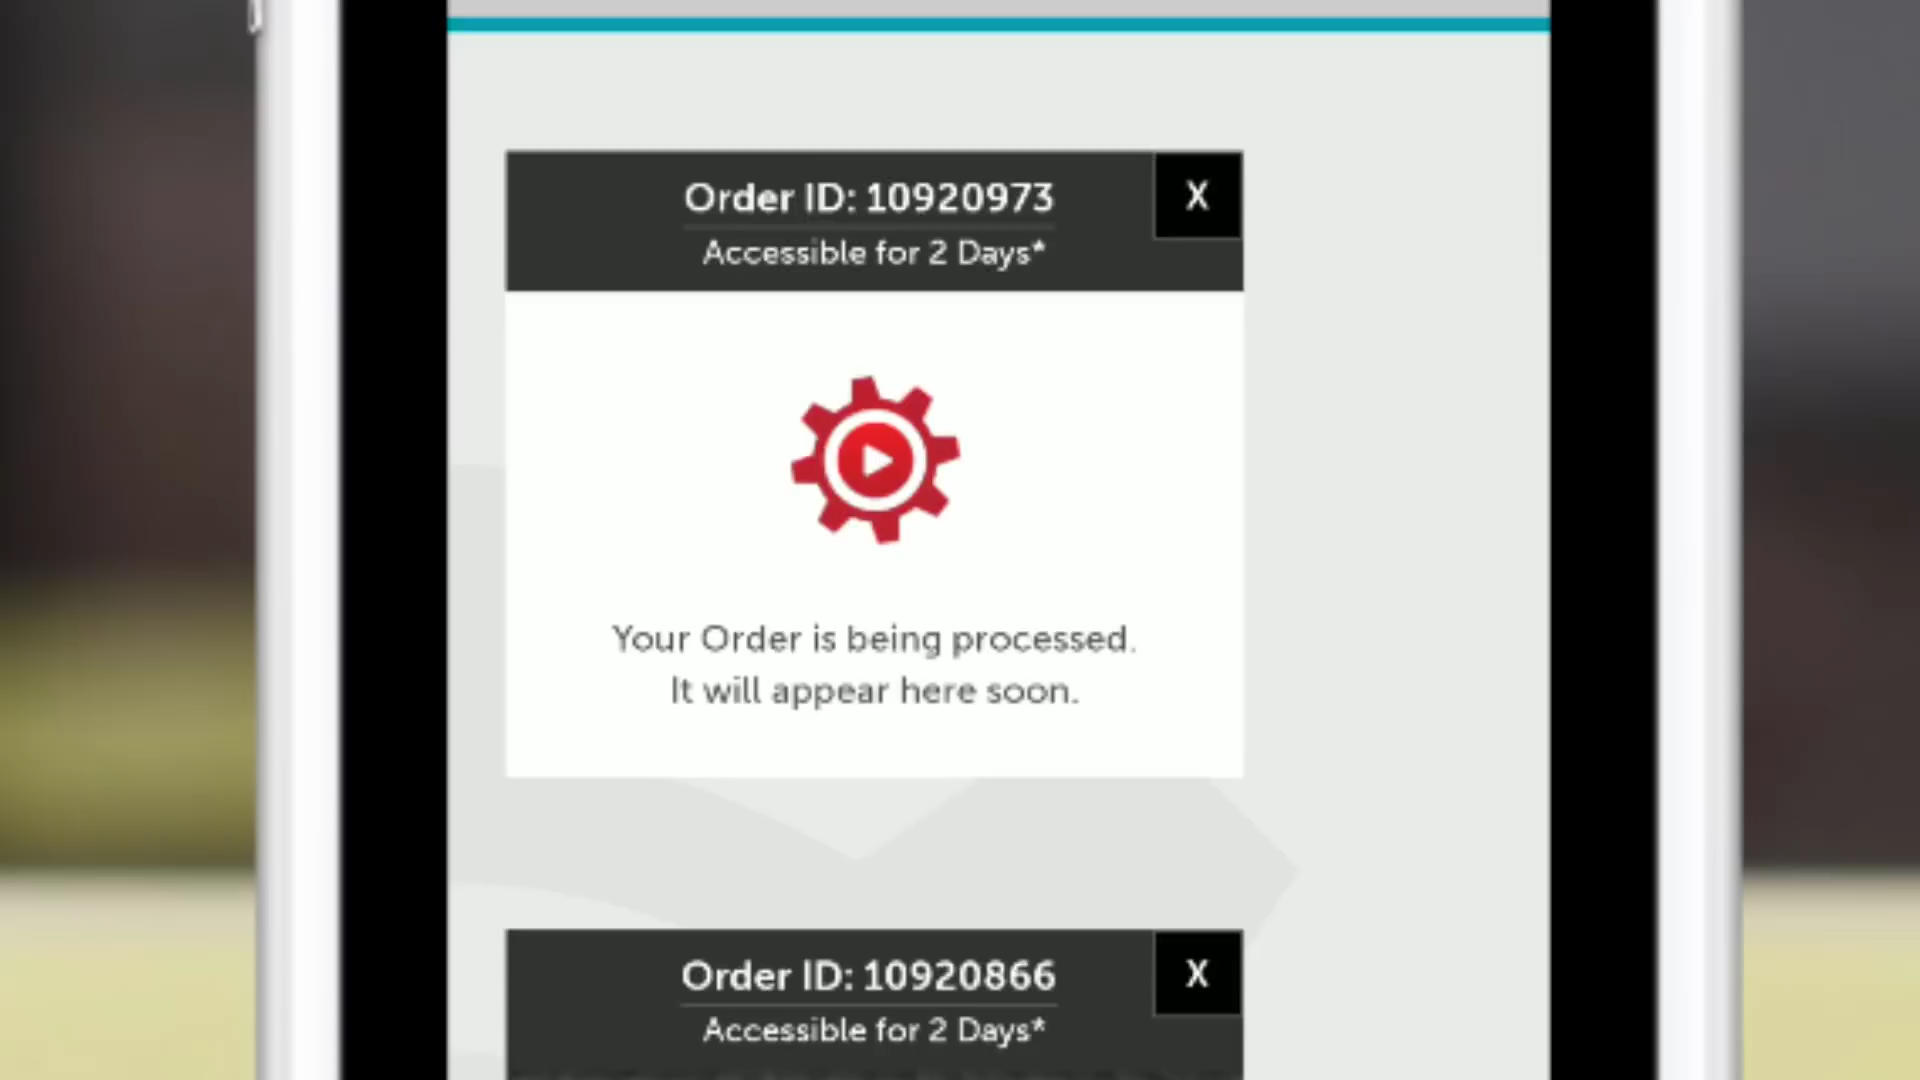 Order ID: 10920973
X
Accessible for 2 Days*
Your Order is being processed.
It will appear here soon.
Order ID: 10920866
X
Accessible for 2 Days*